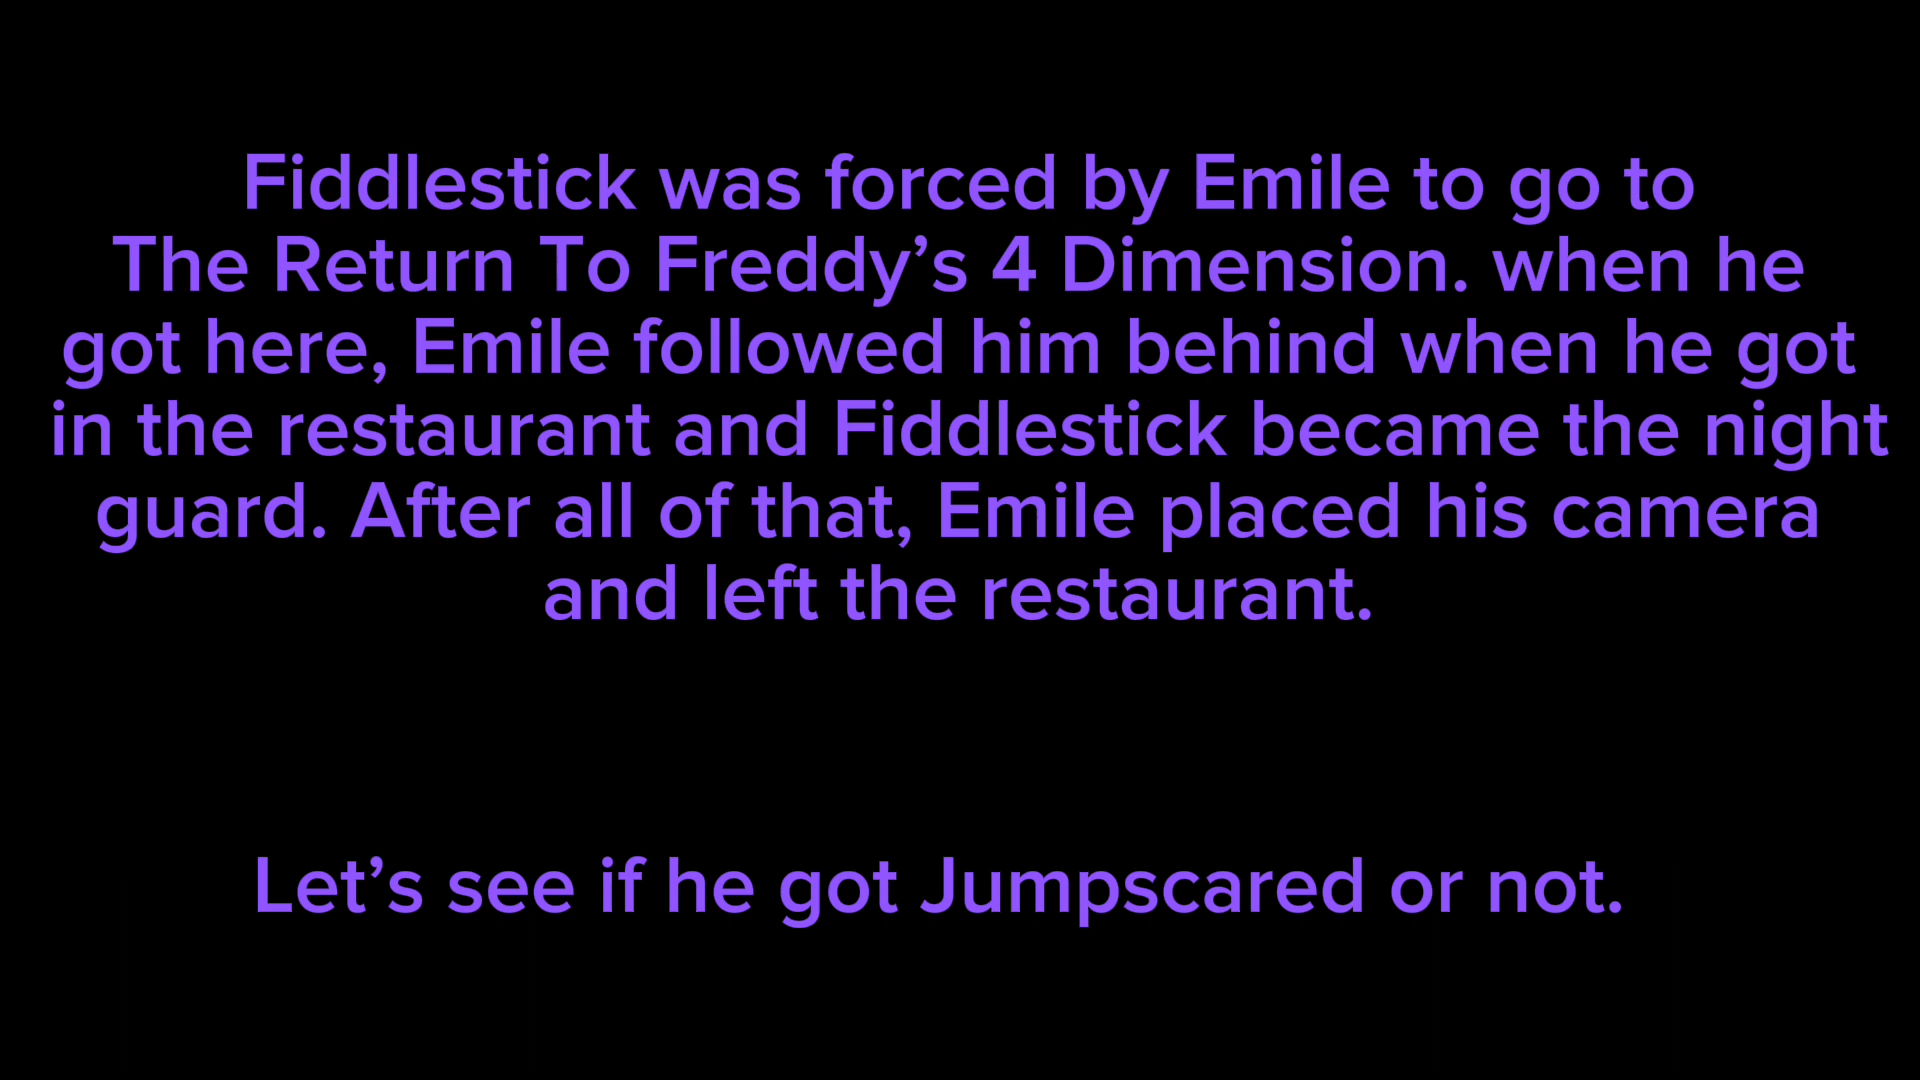 Fiddlestick was forced by Emile to go to
The Return To Freddy’s 4 Dimension. when he
got here, Emile followed him behind when he got
in the restaurant and Fiddlestick became the night
guard. After all of that, Emile placed his camera
and left the restaurant.
Let’s see if he got Jumpscared or not.